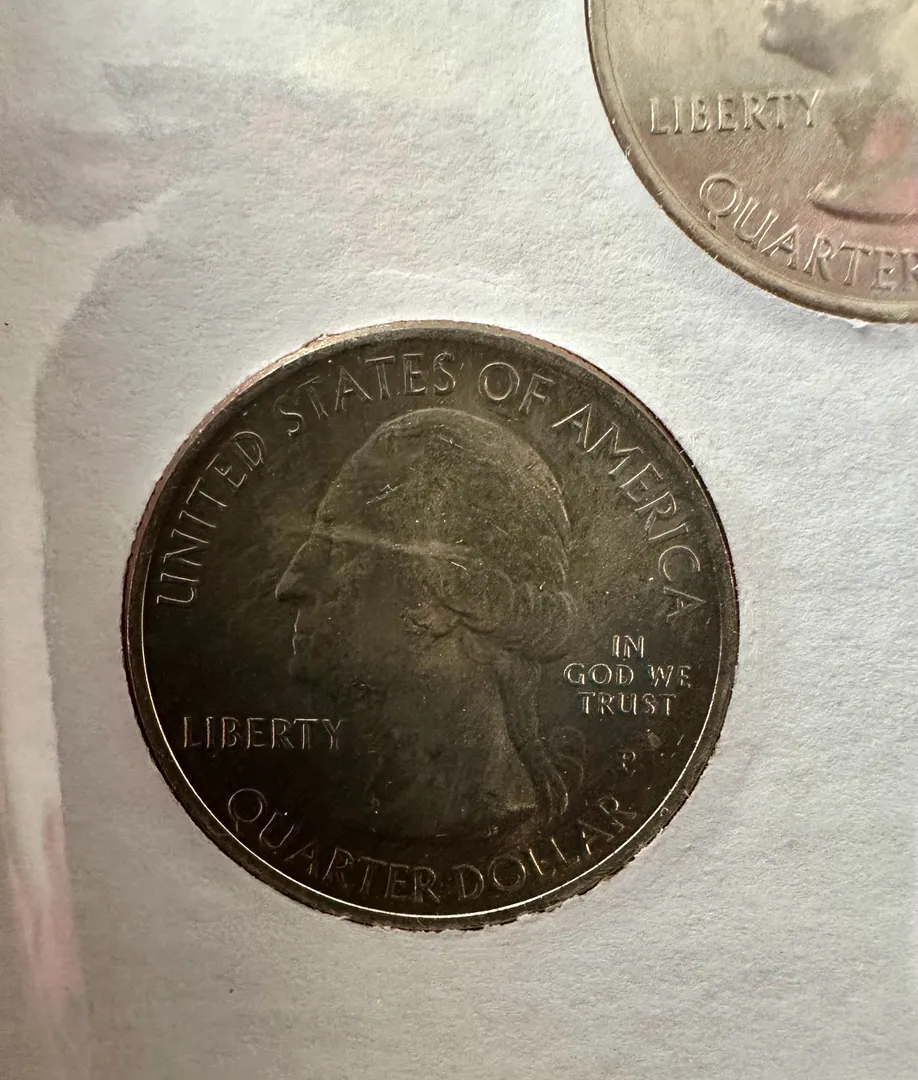 LIBERTY
QUARTER
UNITED STATES OF AMERICA
LIBERTY
IN
GOD WE
TRUST
P
QUARTER DOLLAR